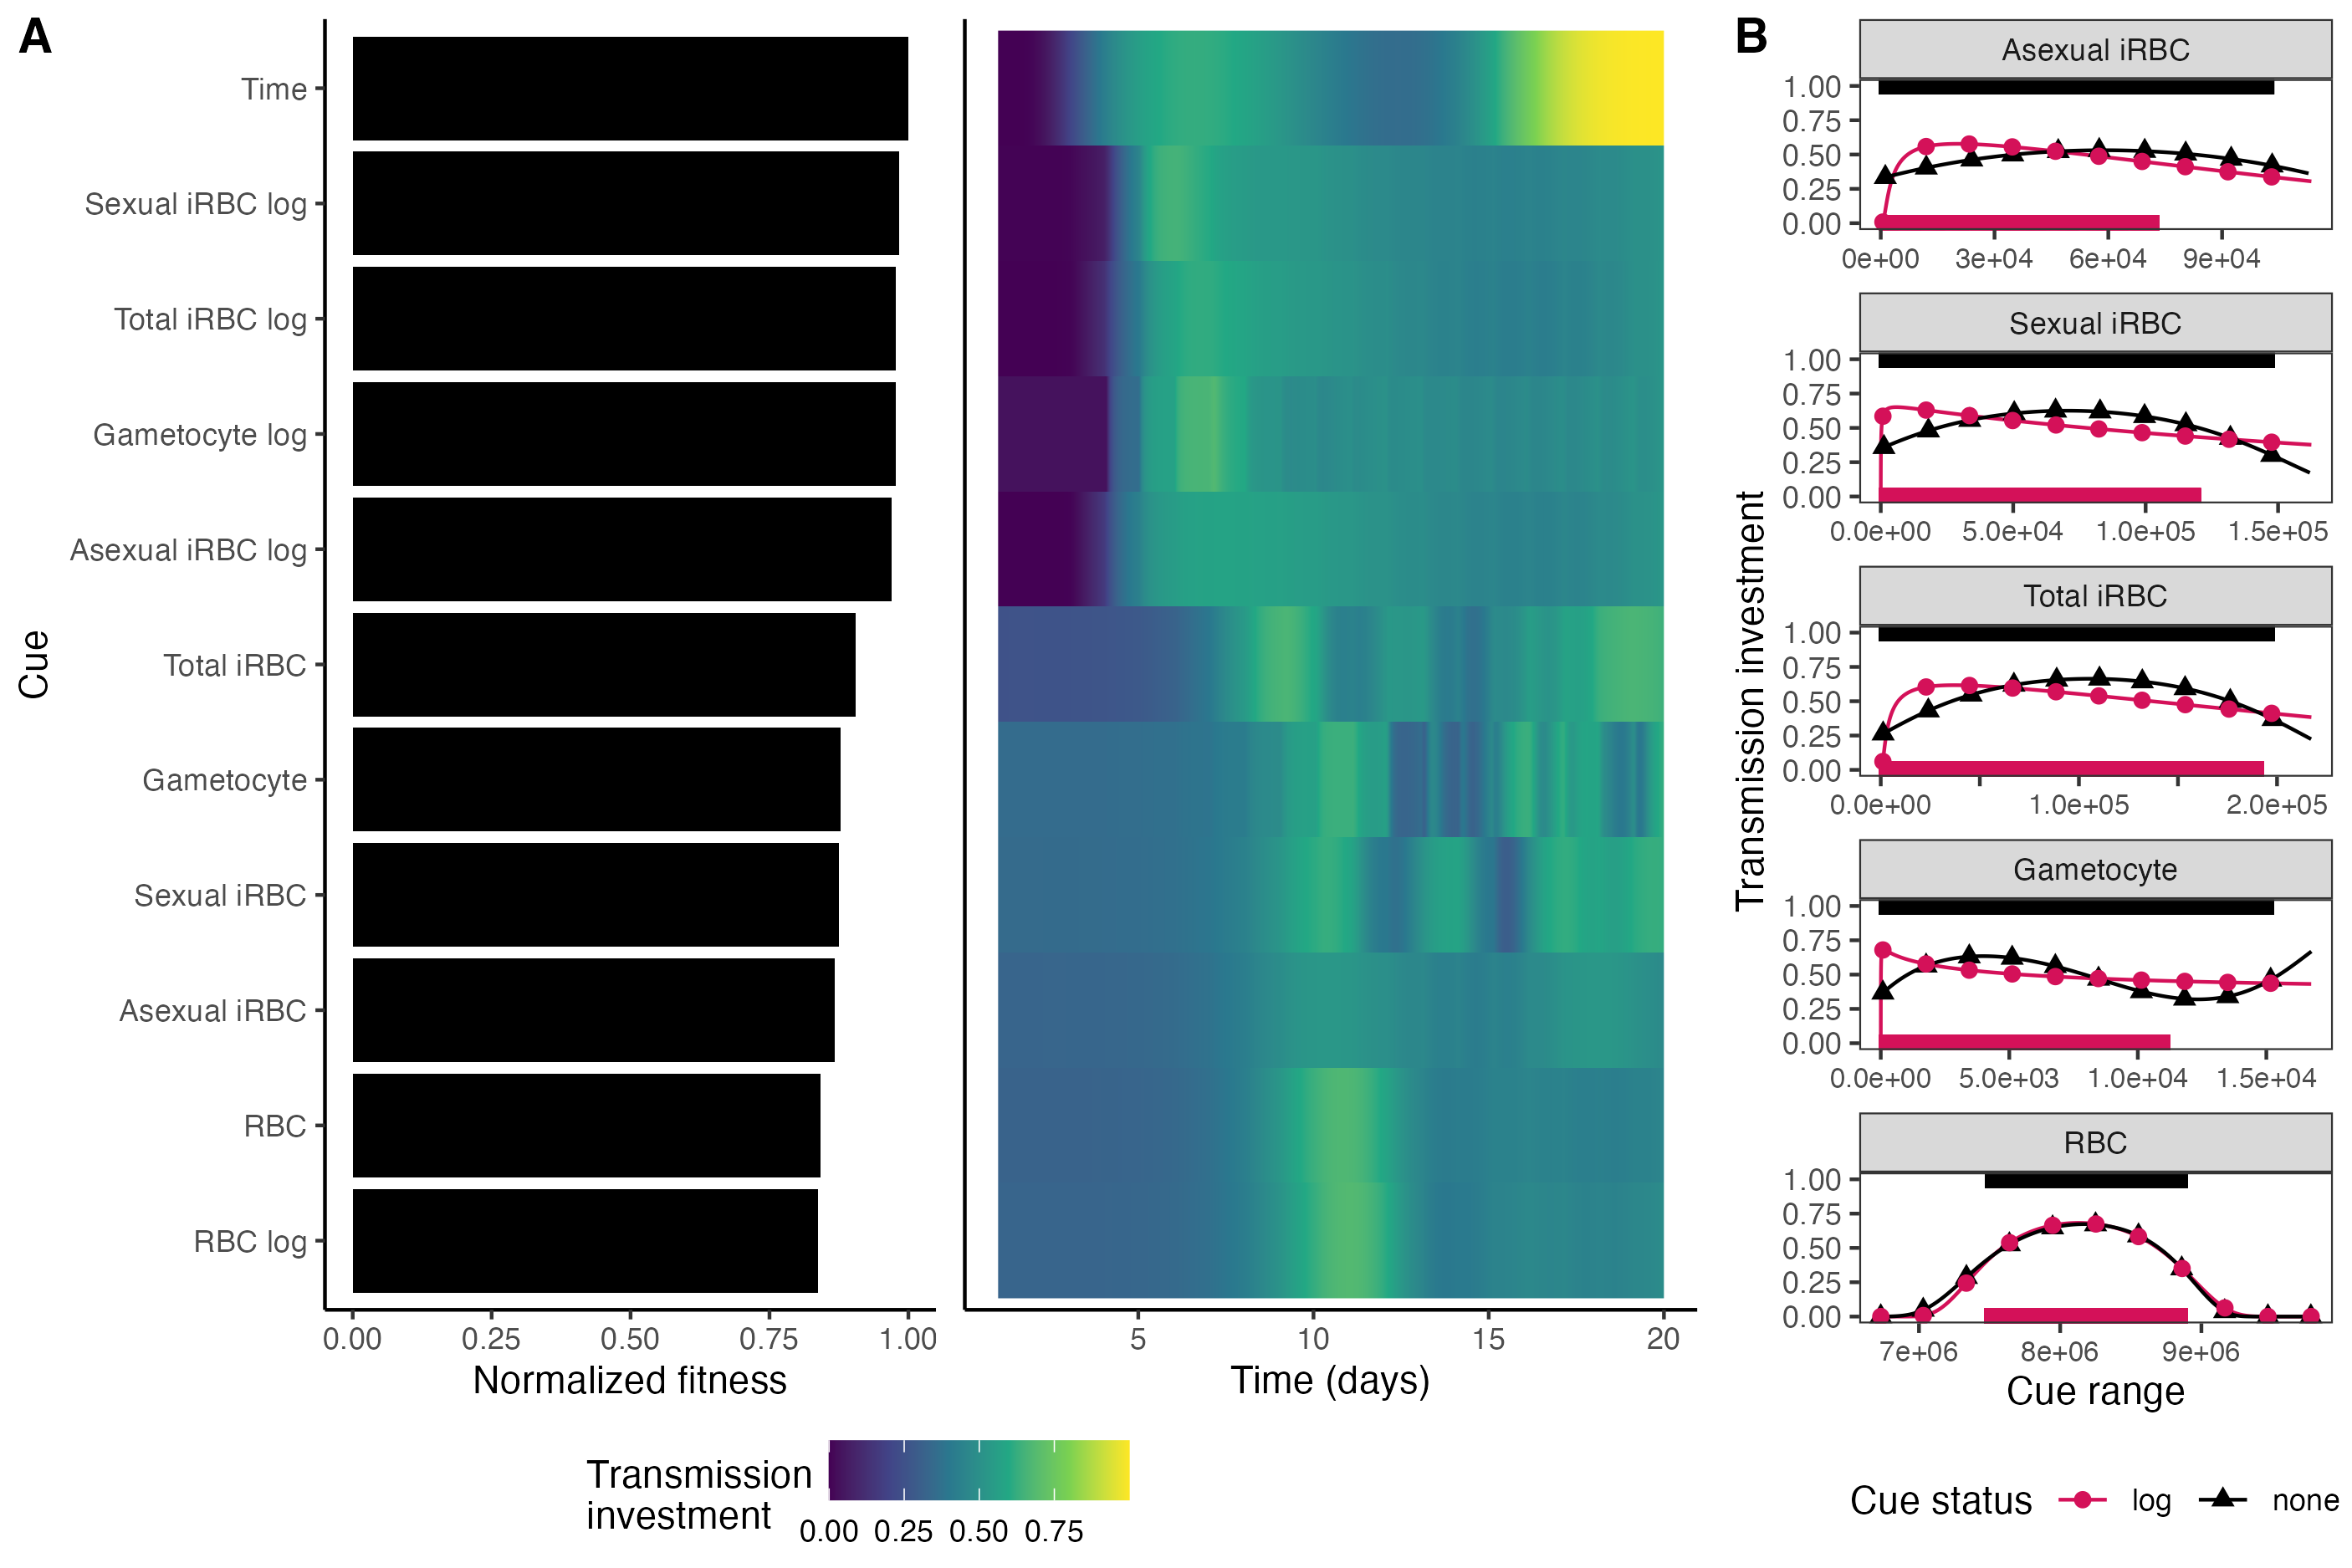 A
Cue
Time
Sexual iRBC log
Total iRBC log
Gametocyte log
Asexual iRBC log
Total iRBC
Gametocyte
Sexual iRBC
Asexual iRBC
RBC
RBC log
0.00 0.25 0.50 0.75 1.00
Normalized fitness
5 10 15 20
Time (days)
Transmission
investment
0.00 0.25 0.50 0.75
B
Transmission investment
Asexual iRBC
1.00
0.75
0.50
0.25
0.00
0e+00 3e+04 6e+04 9e+04
Sexual iRBC
1.00
0.75
0.50
0.25
0.00
0.0e+00 5.0e+04 1.0e+05 1.5e+05
Total iRBC
1.00
0.75
0.50
0.25
0.00
0.0e+00 1.0e+05 2.0e+05
Gametocyte
1.00
0.75
0.50
0.25
0.00
0.0e+00 5.0e+03 1.0e+04 1.5e+04
RBC
1.00
0.75
0.50
0.25
0.00
7e+06 8e+06 9e+06
Cue range
Cue status log none